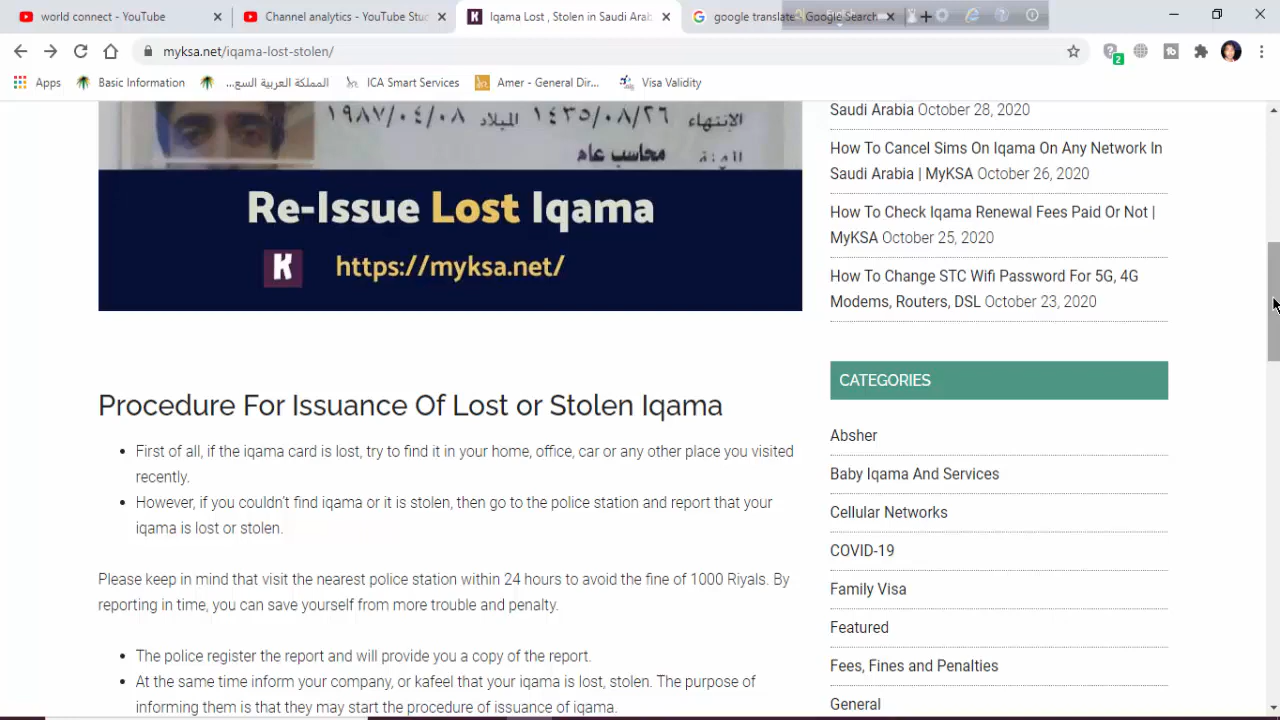 world connect - YouTube
Channel analytics - YouTube Stu
Iqama Lost , Stolen in Saudi Arab
google translate - Google Search
myksa.net/iqama-lost-stolen/
2
Apps
Basic Information
المملكة العربية السع...
ICA Smart Services
Amer - General Dir...
Visa Validity
الإنتهاء ١٤٣٥/٠٨/٢٦ الميلاد ١٩٨٧/٠٤/٠٨
محاسب عام
Re-Issue Lost Iqama
K
https://myksa.net/
Procedure For Issuance Of Lost or Stolen Iqama
First of all, if the iqama card is lost, try to find it in your home, office, car or any other place you visited
recently.
However, if you couldn't find iqama or it is stolen, then go to the police station and report that your
iqama is lost or stolen.
Please keep in mind that visit the nearest police station within 24 hours to avoid the fine of 1000 Riyals. By
reporting in time, you can save yourself from more trouble and penalty.
The police register the report and will provide you a copy of the report.
At the same time inform your company, or kafeel that your iqama is lost, stolen. The purpose of
informing them is that they may start the procedure of issuance of iqama.
Saudi Arabia October 28, 2020
How To Cancel Sims On Iqama On Any Network In
Saudi Arabia | MyKSA October 26, 2020
How To Check Iqama Renewal Fees Paid Or Not |
MyKSA October 25, 2020
How To Change STC Wifi Password For 5G, 4G
Modems, Routers, DSL October 23, 2020
CATEGORIES
Absher
Baby Iqama And Services
Cellular Networks
COVID-19
Family Visa
Featured
Fees, Fines and Penalties
General